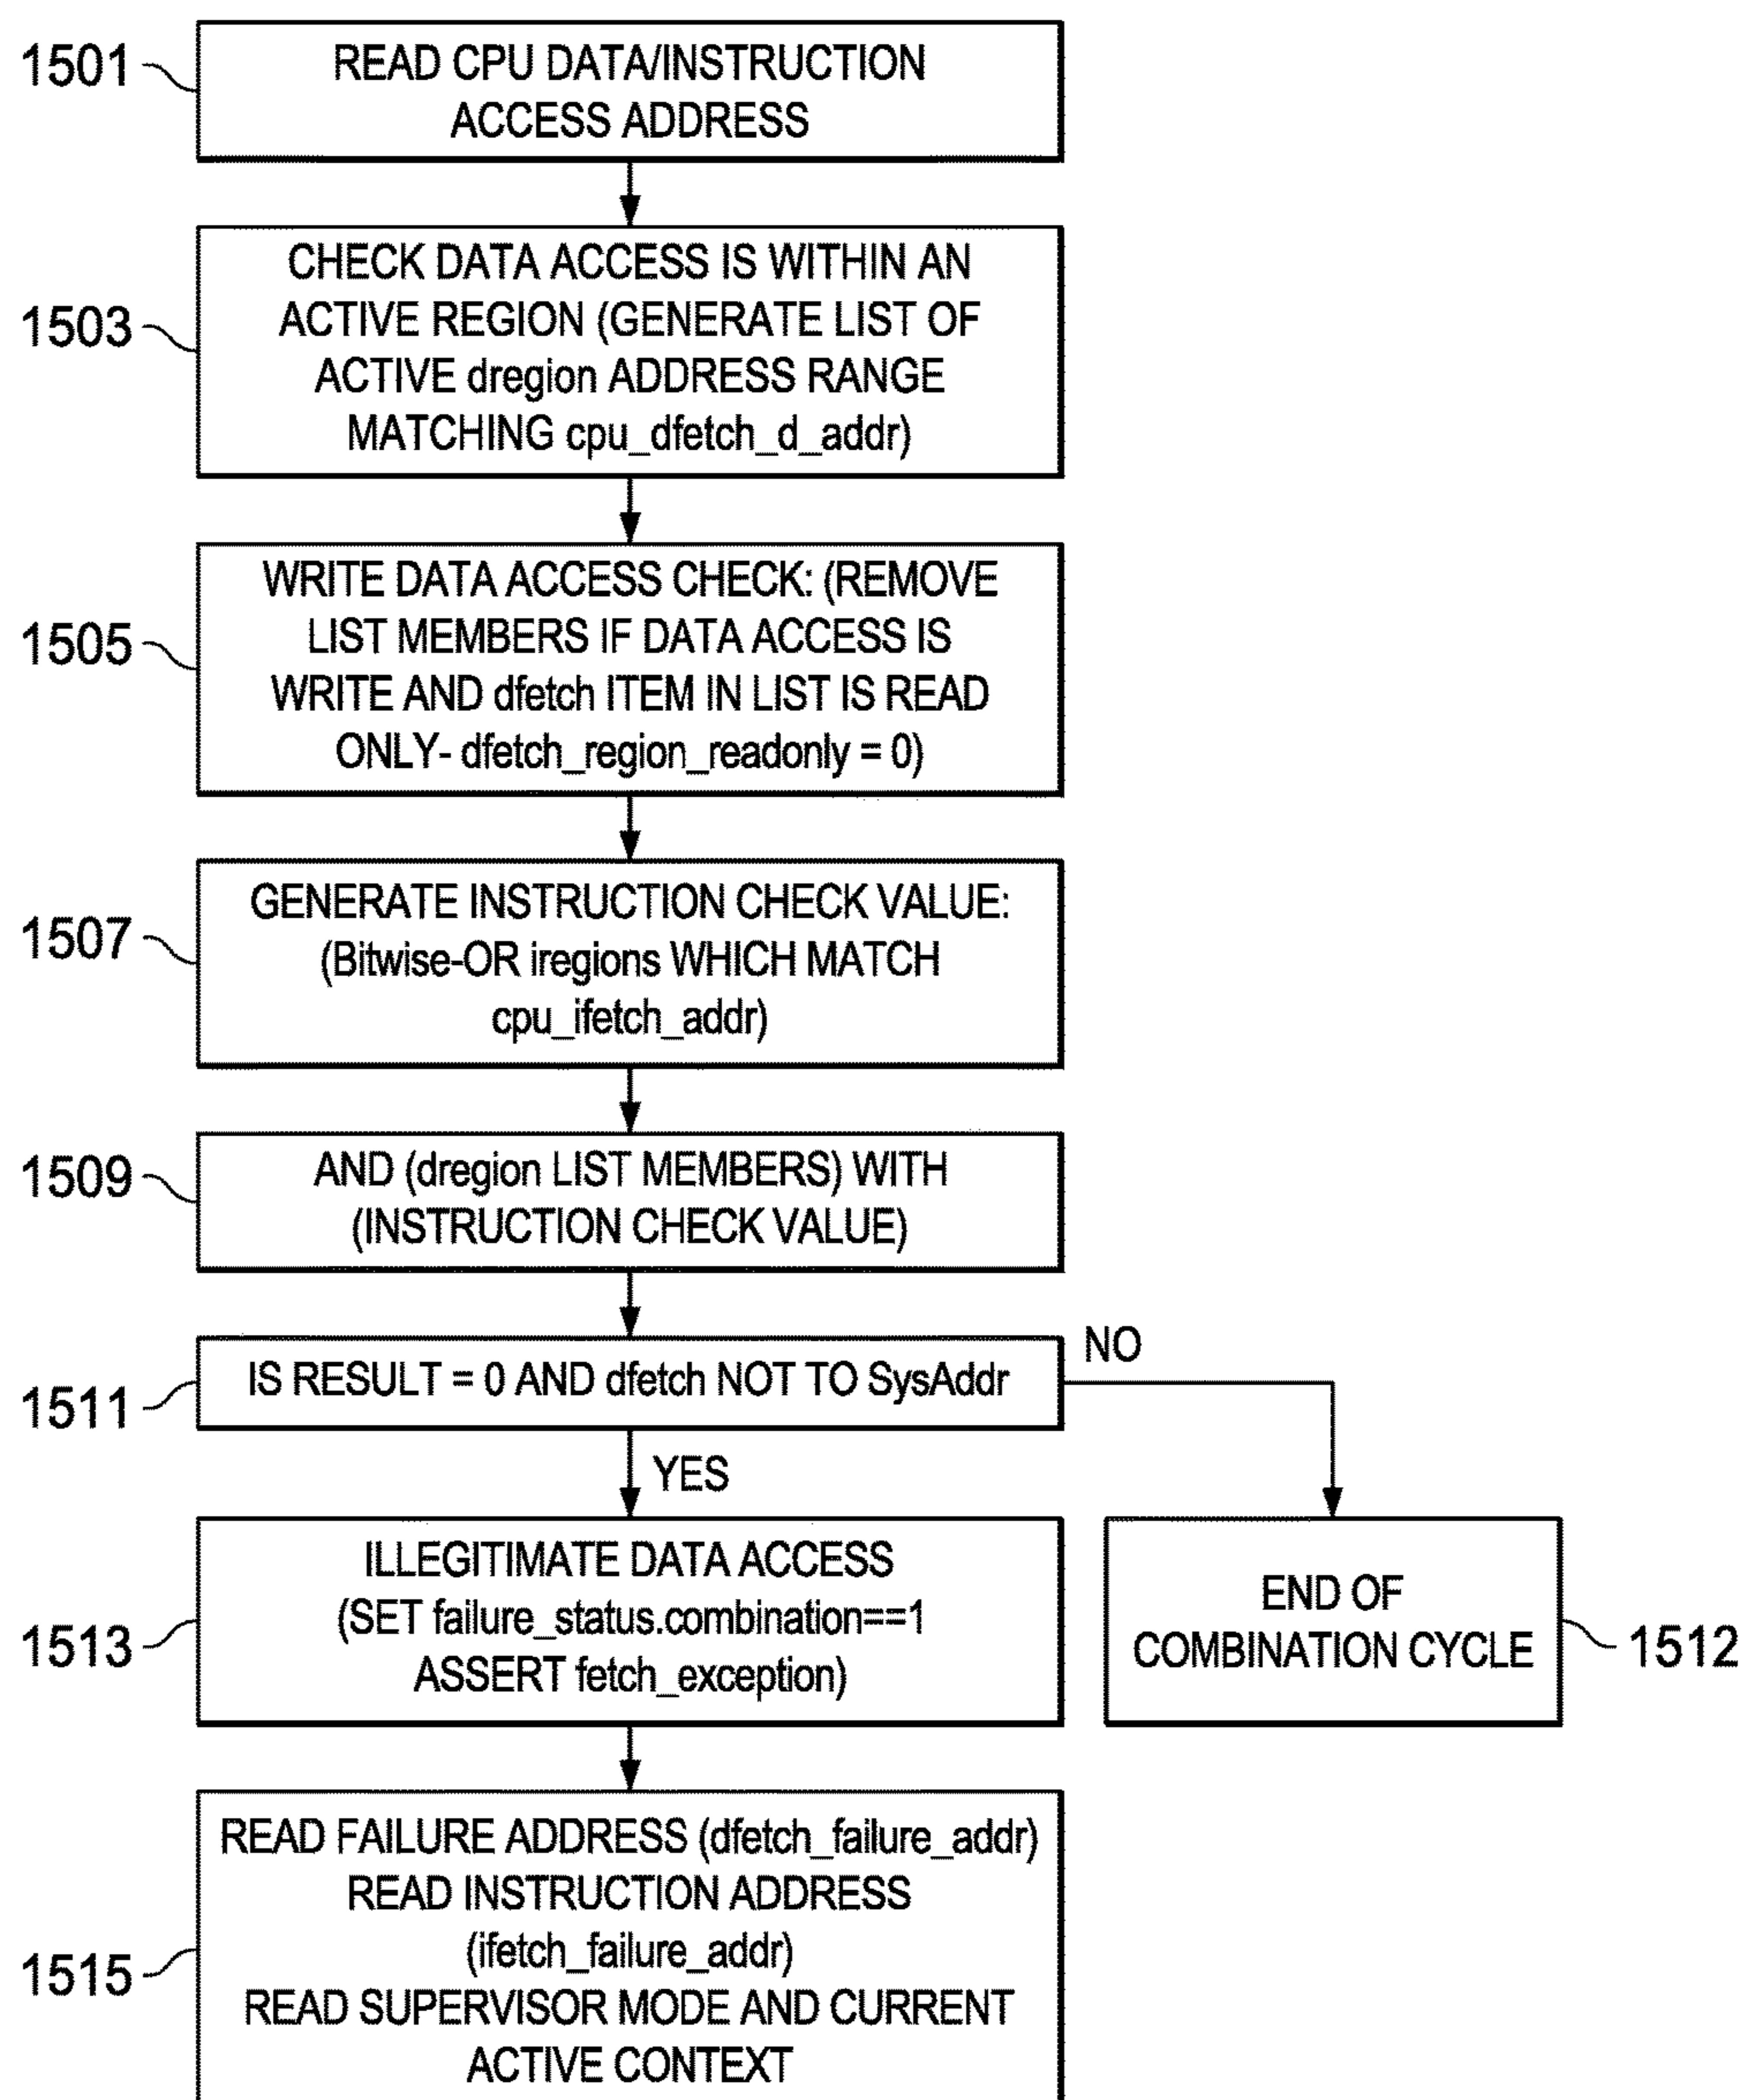 1501
READ CPU DATA/INSTRUCTION
ACCESS ADDRESS
1503
CHECK DATA ACCESS IS WITHIN AN
ACTIVE REGION (GENERATE LIST OF
ACTIVE dregion ADDRESS RANGE
MATCHING cpu_dfetch_d_addr)
1505
WRITE DATA ACCESS CHECK: (REMOVE
LIST MEMBERS IF DATA ACCESS IS
WRITE AND dfetch ITEM IN LIST IS READ
ONLY- dfetch_region_readonly = 0)
1507
GENERATE INSTRUCTION CHECK VALUE:
(Bitwise-OR iregions WHICH MATCH
cpu_ifetch_addr)
1509
AND (dregion LIST MEMBERS) WITH
(INSTRUCTION CHECK VALUE)
1511
IS RESULT = 0 AND dfetch NOT TO SysAddr
NO
YES
1513
ILLEGITIMATE DATA ACCESS
(SET failure_status.combination==1
ASSERT fetch_exception)
END OF
COMBINATION CYCLE
1512
1515
READ FAILURE ADDRESS (dfetch_failure_addr)
READ INSTRUCTION ADDRESS
(ifetch_failure_addr)
READ SUPERVISOR MODE AND CURRENT
ACTIVE CONTEXT